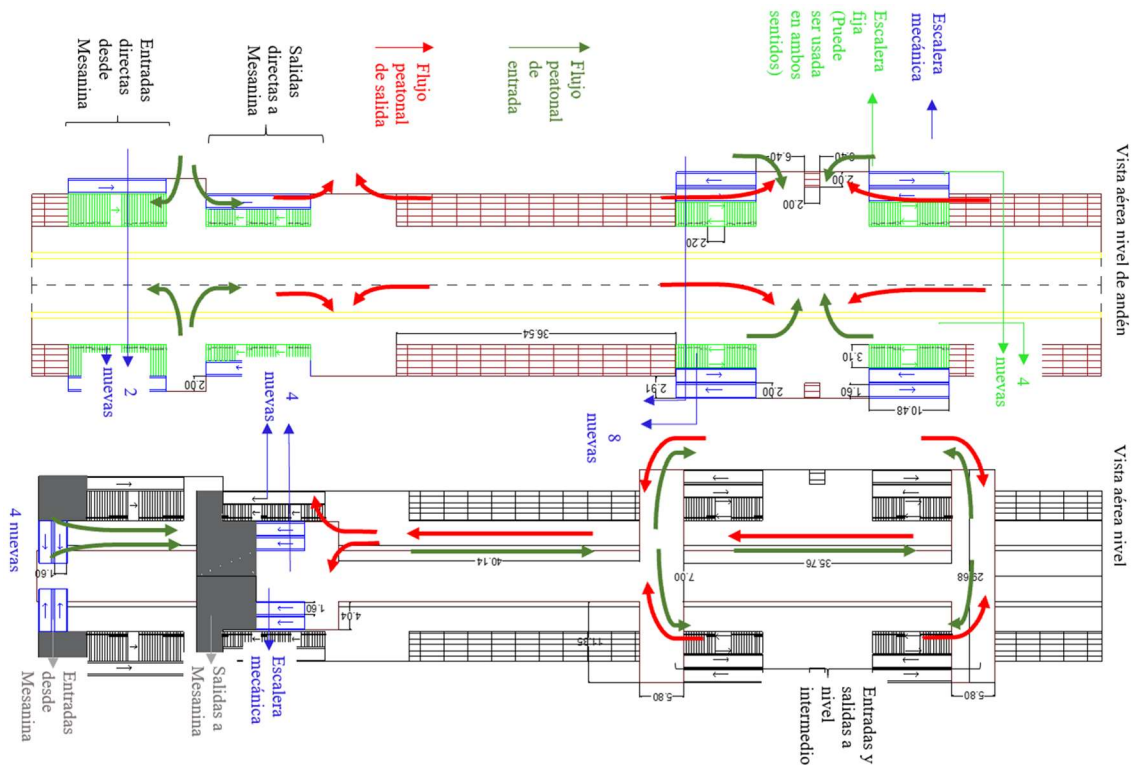 Vista aérea nivel de andén
Vista aérea nivel
Escalera
mecánica
Escalera
fija
(Puede
ser usada
en ambos
sentidos)
Flujo
peatonal
de
entrada
Flujo
peatonal
de salida
Salidas
directas a
Mesanina
Entradas
directas
desde
Mesanina
4
nuevas
6.40
2.00
2.00
2.20
3.10
1.60
10.48
2.00
2.91
8
nuevas
36.54
4
nuevas
2.00
2
nuevas
5.80
29.68
Entradas y
salidas a
nivel
intermedio
35.76
7.00
5.80
40.14
4.04
1.60
Escalera
mecánica
Salidas a
Mesanina
1.60
4 nuevas
Entradas
desde
Mesanina